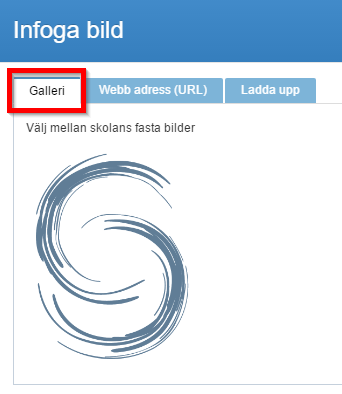 Infoga bild
Galleri
Webb adress (URL)
Ladda upp
Välj mellan skolans fasta bilder